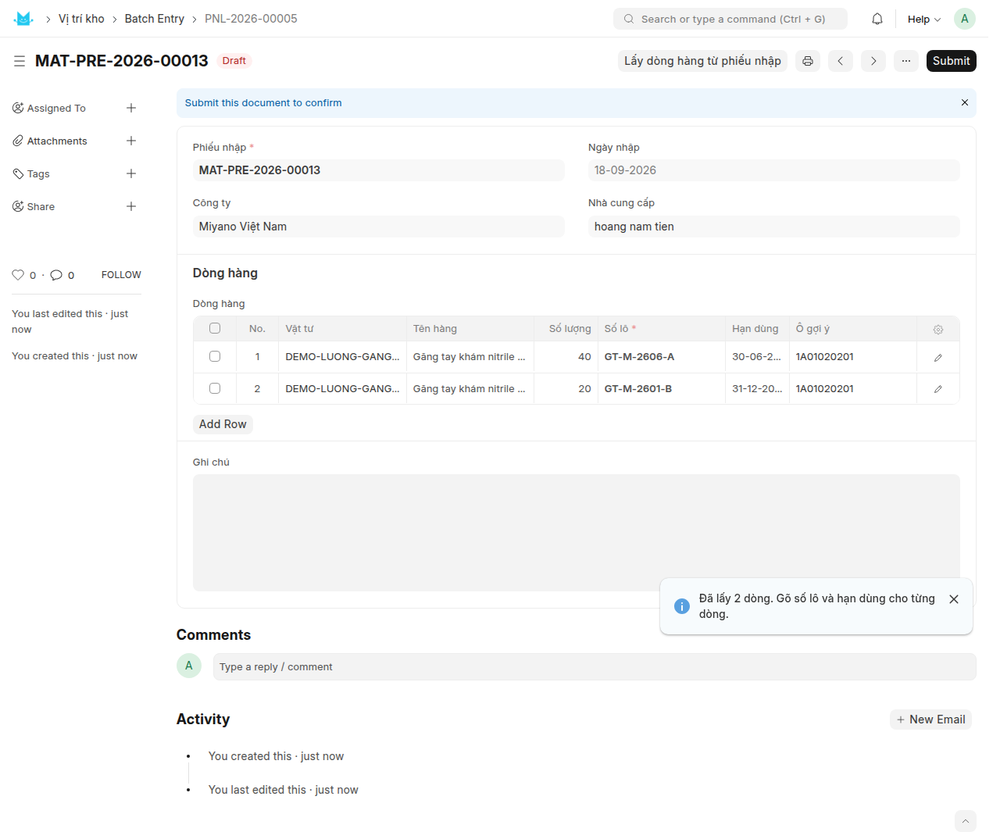 Vị trí kho
Batch Entry
PNL-2026-00005
Search or type a command (Ctrl + G)
Help
A
MAT-PRE-2026-00013
Draft
Lấy dòng hàng từ phiếu nhập
Submit
Assigned To
Attachments
Tags
Share
0 · 0
FOLLOW
You last edited this · just now
You created this · just now
Submit this document to confirm
Phiếu nhập *
MAT-PRE-2026-00013
Ngày nhập
18-09-2026
Công ty
Miyano Việt Nam
Nhà cung cấp
hoang nam tien
Dòng hàng
Dòng hàng
No. Vật tư Tên hàng Số lượng Số lô * Hạn dùng Ô gợi ý
1 DEMO-LUONG-GANG... Găng tay khám nitrile ... 40 GT-M-2606-A 30-06-2... 1A01020201
2 DEMO-LUONG-GANG... Găng tay khám nitrile ... 20 GT-M-2601-B 31-12-20... 1A01020201
Add Row
Ghi chú
Đã lấy 2 dòng. Gõ số lô và hạn dùng cho từng
dòng.
Comments
A
Type a reply / comment
Activity
New Email
You created this · just now
You last edited this · just now